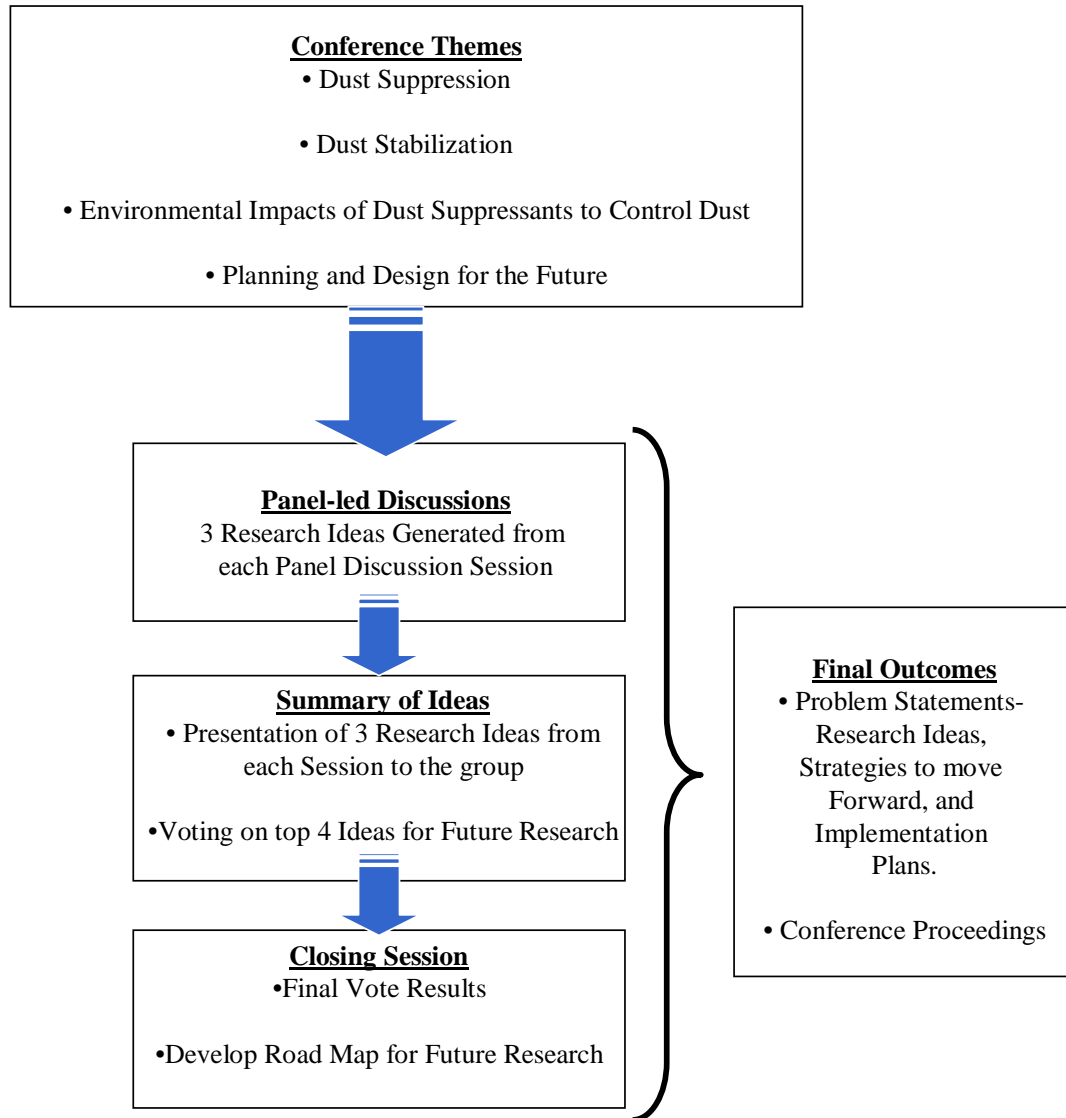 Conference Themes
• Dust Suppression
• Dust Stabilization
• Environmental Impacts of Dust Suppressants to Control Dust
• Planning and Design for the Future
Panel-led Discussions
3 Research Ideas Generated from
each Panel Discussion Session
Summary of Ideas
• Presentation of 3 Research Ideas from
each Session to the group
•Voting on top 4 Ideas for Future Research
Closing Session
•Final Vote Results
•Develop Road Map for Future Research
Final Outcomes
• Problem Statements-
Research Ideas,
Strategies to move
Forward, and
Implementation
Plans.
• Conference Proceedings